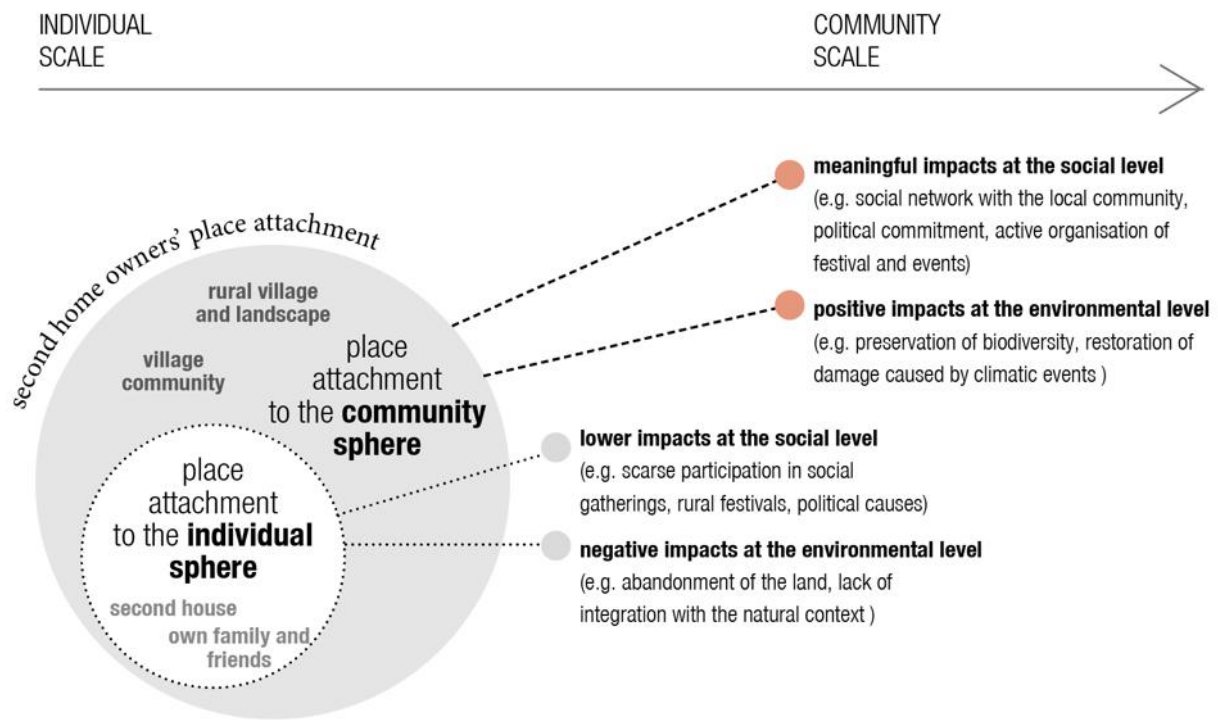 INDIVIDUAL
SCALE
COMMUNITY
SCALE
second home owners’ place attachment
rural village
and landscape
village
community
place
attachment
to the community
sphere
place
attachment
to the individual
sphere
second house
own family and
friends
meaningful impacts at the social level
(e.g. social network with the local community,
political commitment, active organisation of
festival and events)
positive impacts at the environmental level
(e.g. preservation of biodiversity, restoration of
damage caused by climatic events )
lower impacts at the social level
(e.g. scarse participation in social
gatherings, rural festivals, political causes)
negative impacts at the environmental level
(e.g. abandonment of the land, lack of
integration with the natural context )